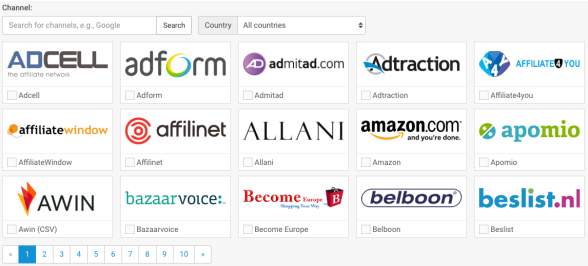 Channel:
Search for channels, e.g., Google Search Country All countries
ADCELL the affiliate network adform admitad.com Adtraction AFFILIATE4YOU
Adcell Adform Admitad Adtraction Affiliate4you
affiliatewindow affilinet ALLANI amazon.com and you're done. apomio
AffiliateWindow Affilinet Allani Amazon Apomio
AWIN bazaarvoice: Become Europe Shopping Your Way belboon beslist.nl
Awin (CSV) Bazaarvoice Become Europe Belboon Beslist
« 1 2 3 4 5 6 7 8 9 10 »